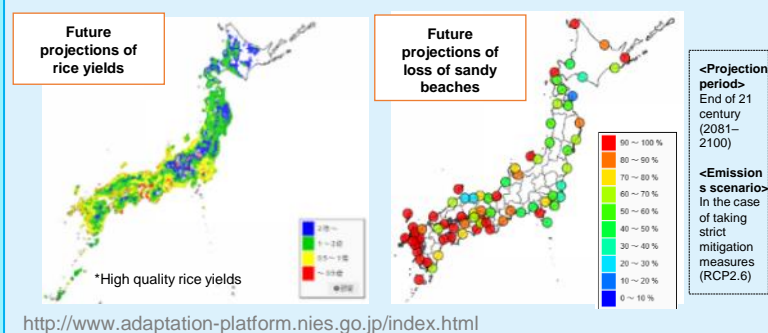 Future
projections of
rice yields
Future
projections of
loss of sandy
beaches
<Projection
period>
End of 21
century
(2081–
2100)
<Emission
s scenario>
In the case
of taking
strict
mitigation
measures
(RCP2.6)
90 ~ 100 %
80 ~ 90 %
70 ~ 80 %
60 ~ 70 %
50 ~ 60 %
40 ~ 50 %
30 ~ 40 %
20 ~ 30 %
10 ~ 20 %
0 ~ 10 %
*High quality rice yields
http://www.adaptation-platform.nies.go.jp/index.html